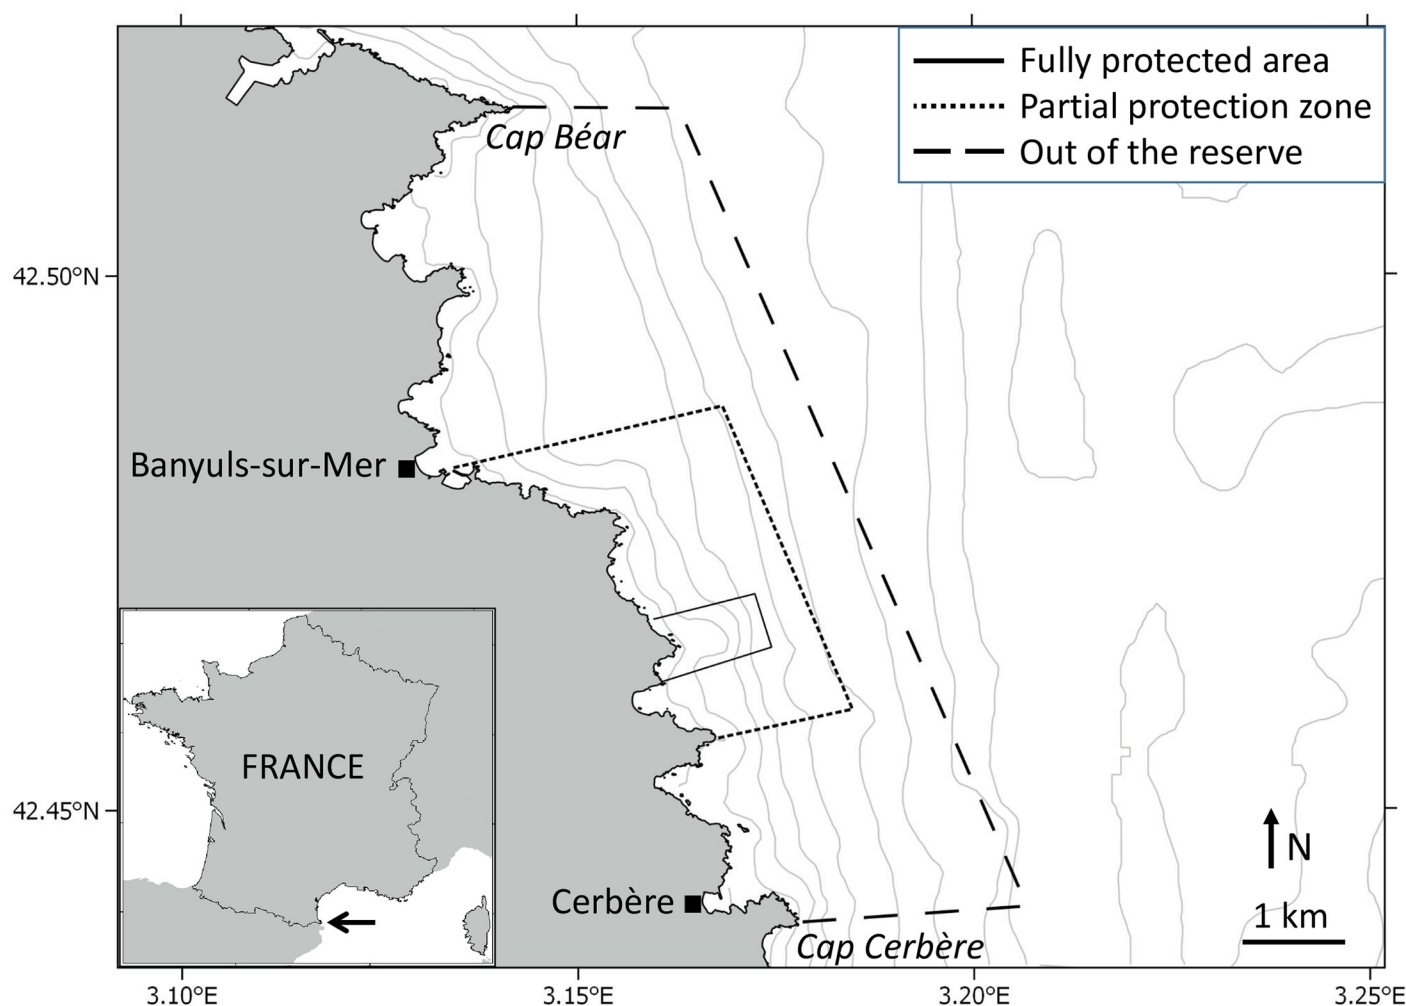 Fully protected area
Partial protection zone
Out of the reserve
Cap Béar
42.50°N
Banyuls-sur-Mer
FRANCE
42.45°N
N
Cerbère
1 km
Cap Cerbère
3.10°E
3.15°E
3.20°E
3.25°E